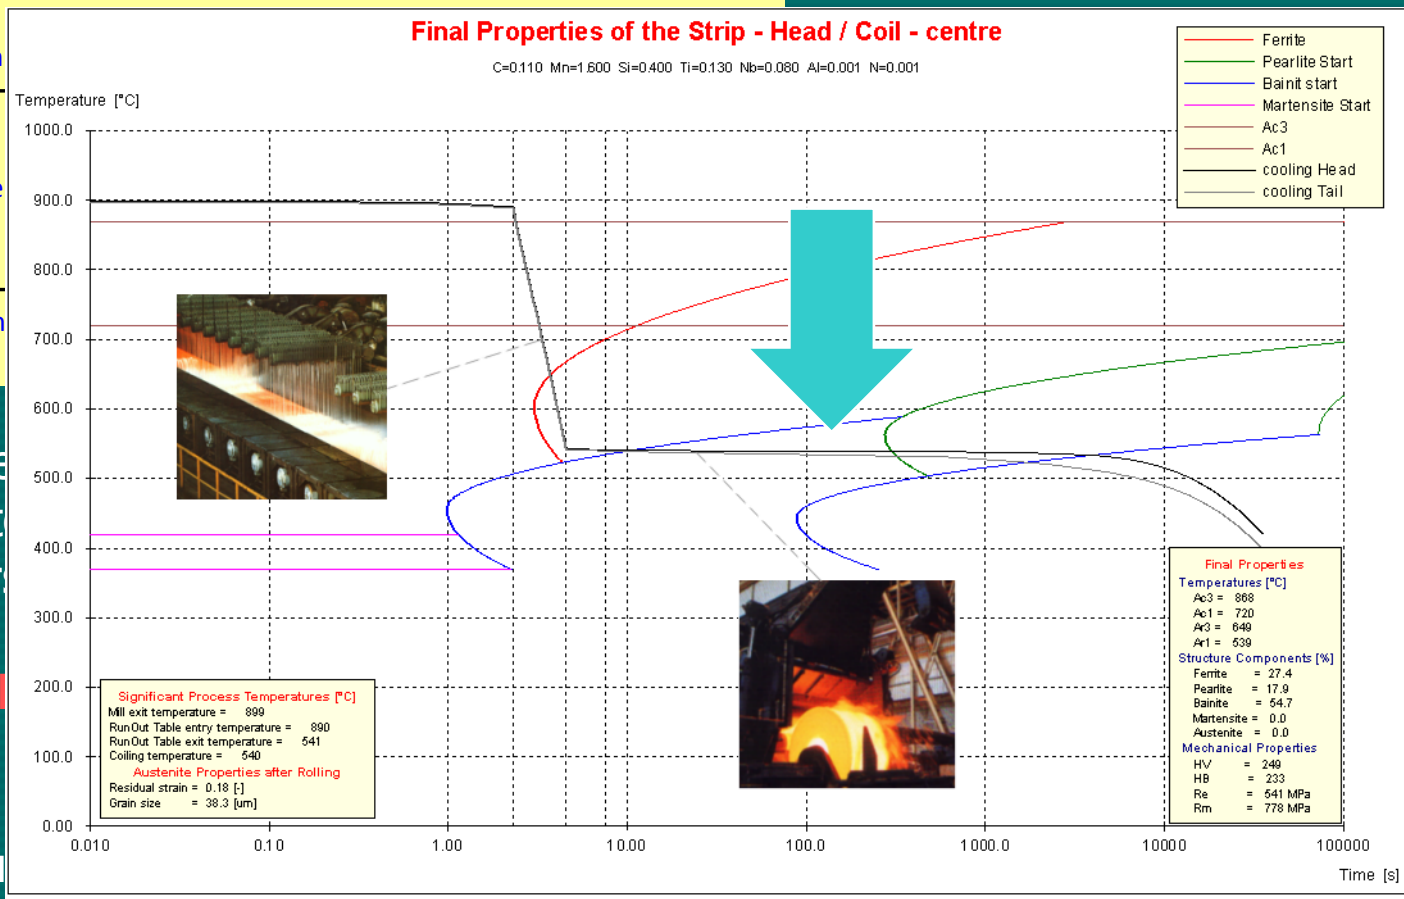 Final Properties of the Strip - Head / Coil - centre
C=0.110 Mn=1.600 Si=0.400 Ti=0.130 Nb=0.080 Al=0.001 N=0.001
Ferrite
Pearlite Start
Bainit start
Martensite Start
Ac3
Ac1
cooling Head
cooling Tail
Temperature [°C]
1000.0
900.0
800.0
700.0
600.0
500.0
400.0
300.0
200.0
100.0
0.00
0.010
0.10
1.00
10.00
100.0
1000.0
10000
100000
Time [s]
Significant Process Temperatures [°C]
Mill exit temperature = 899
RunOut Table entry temperature = 890
RunOut Table exit temperature = 541
Coiling temperature = 540
Austenite Properties after Rolling
Residual strain = 0.18 [-]
Grain size = 38.3 [um]
Final Properties
Temperatures [°C]
Ac3 = 868
Ac1 = 720
Ar3 = 649
Ar1 = 539
Structure Components [%]
Ferrite = 27.4
Pearlite = 17.9
Bainite = 54.7
Martensite = 0.0
Austenite = 0.0
Mechanical Properties
HV = 249
HB = 233
Re = 541 MPa
Rm = 778 MPa